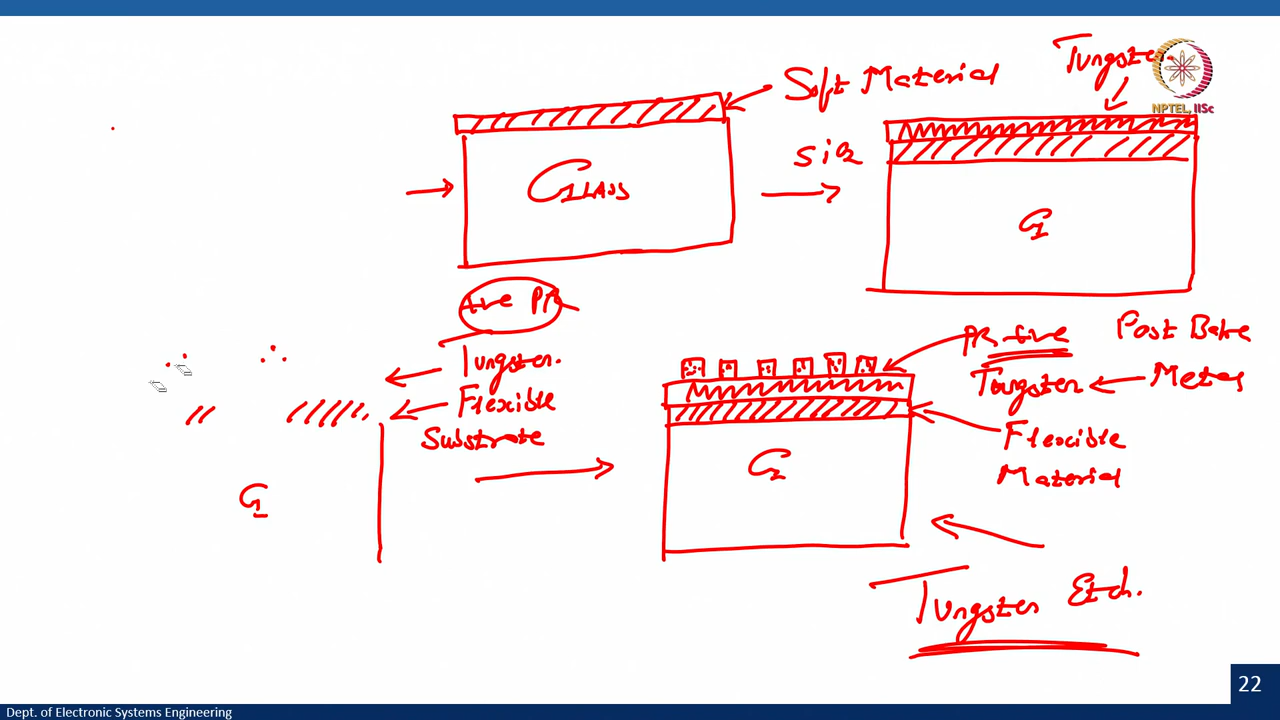 Tungsten
NPTEL, IISc
Soft Material
GLASS
SiO2
G
+ve PR
Tungsten.
Flexible
Substrate
G
PR +ve
Post Bake
Tungsten ← Metal
Flexible
Material
G
Tungsten Etch.
22
Dept. of Electronic Systems Engineering